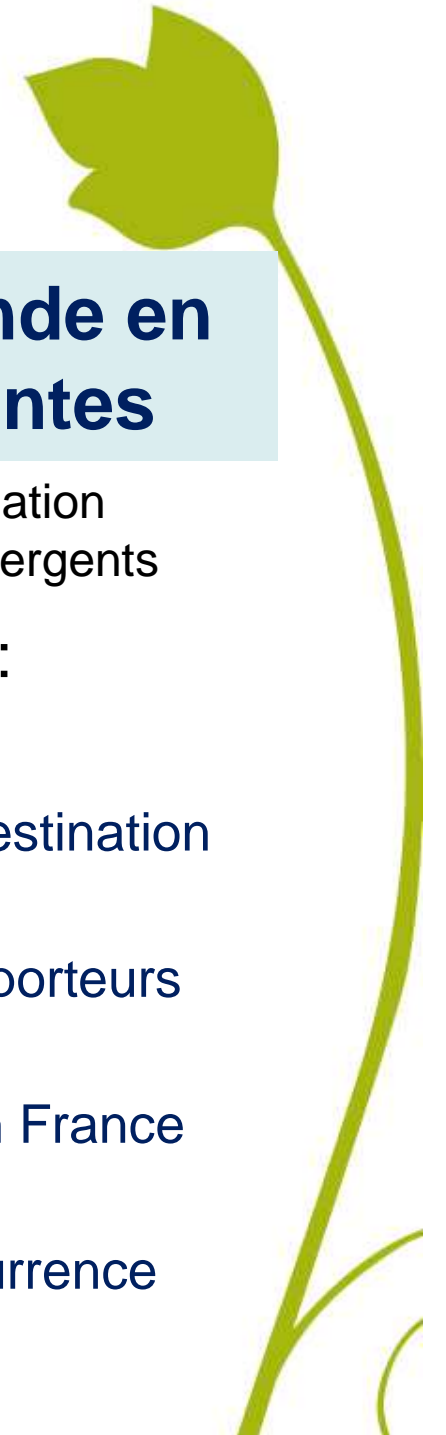 nde en
ntes
ation
ergents
:
estination
porteurs
France
urrence